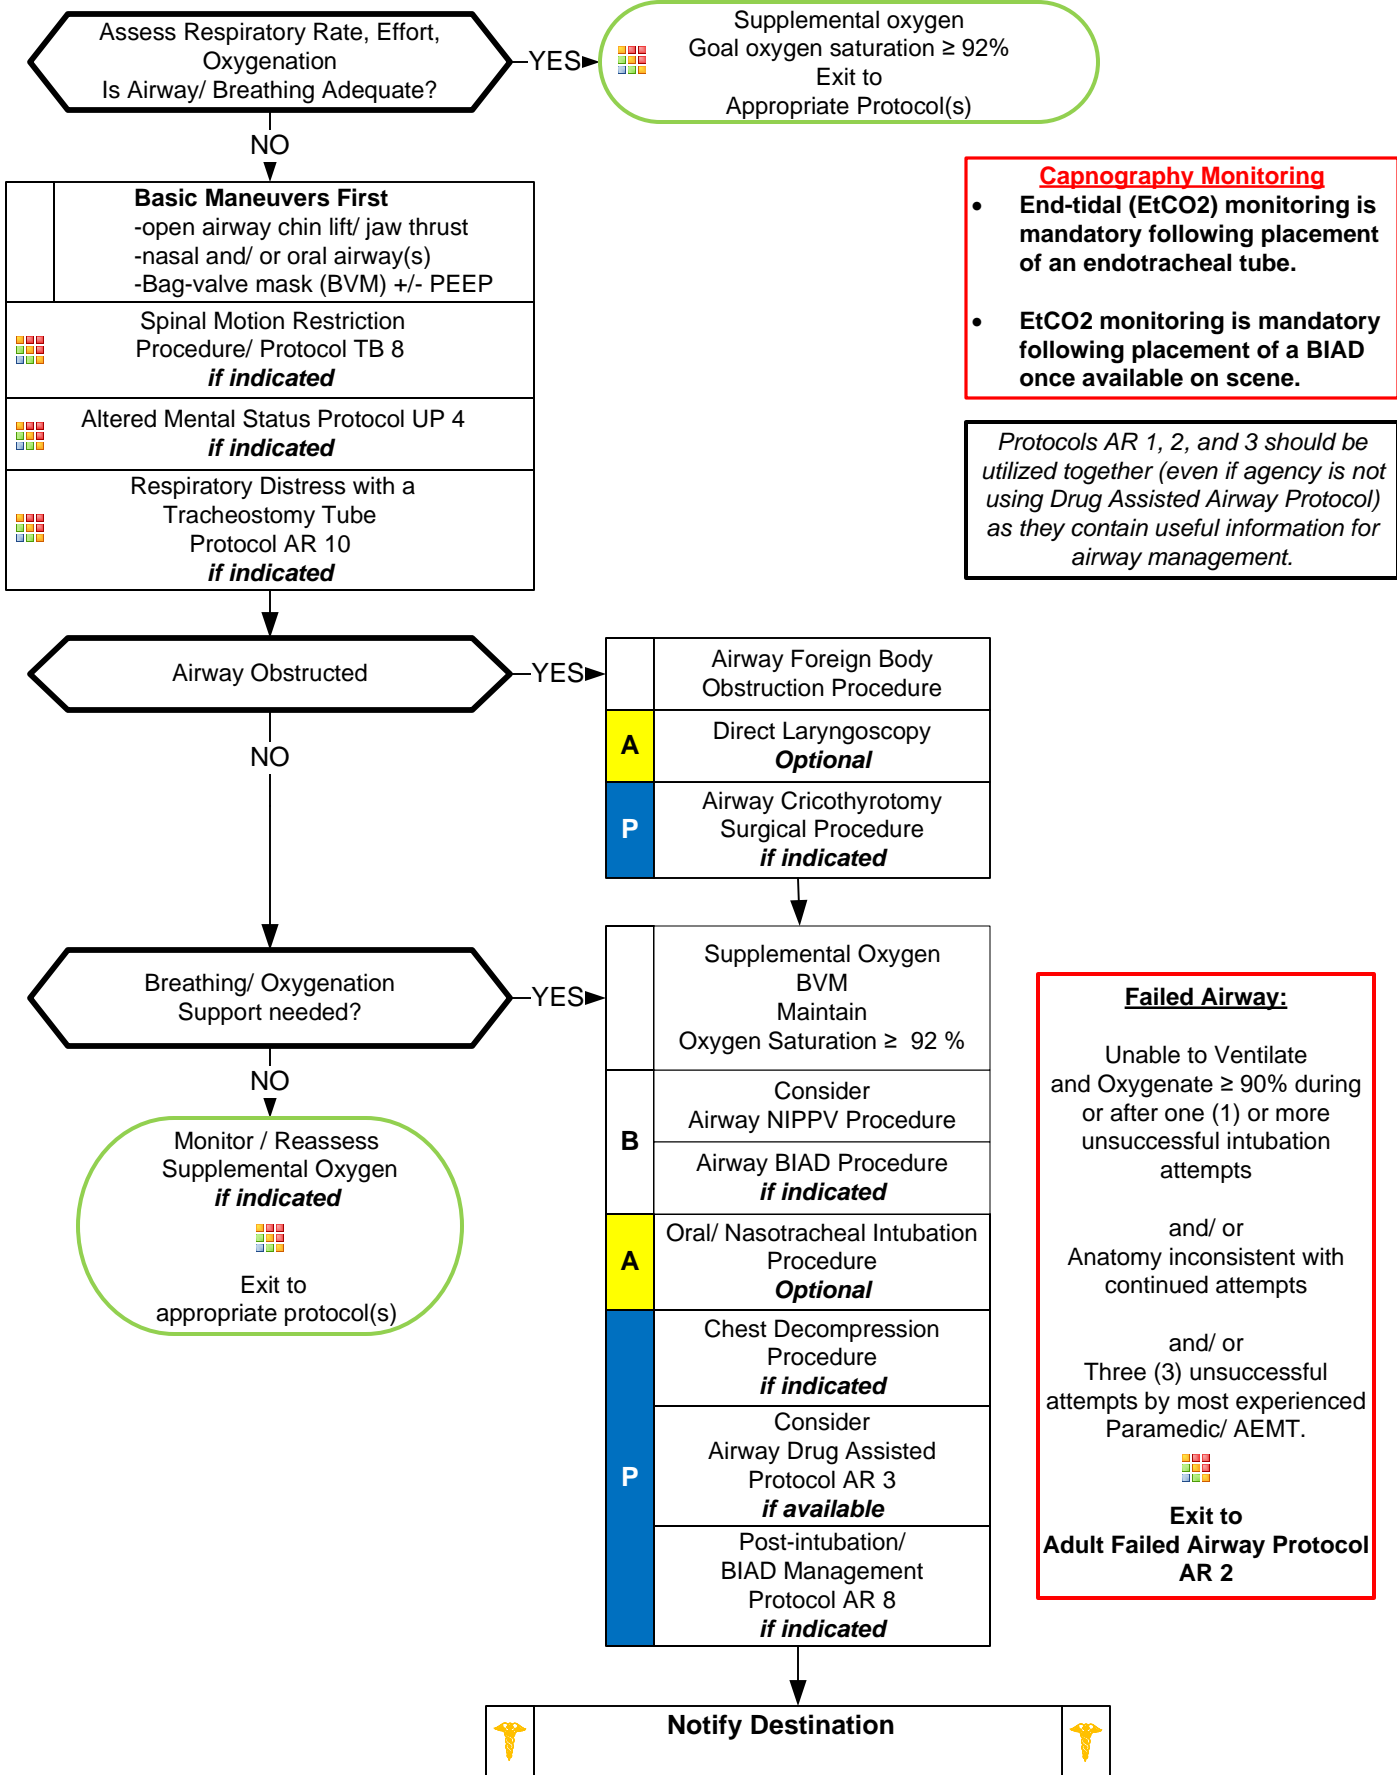 Assess Respiratory Rate, Effort,
Oxygenation
Is Airway/ Breathing Adequate?
YES
Supplemental oxygen
Goal oxygen saturation ≥ 92%
Exit to
Appropriate Protocol(s)
NO
Basic Maneuvers First
-open airway chin lift/ jaw thrust
-nasal and/ or oral airway(s)
-Bag-valve mask (BVM) +/- PEEP
Spinal Motion Restriction
Procedure/ Protocol TB 8
if indicated
Altered Mental Status Protocol UP 4
if indicated
Respiratory Distress with a
Tracheostomy Tube
Protocol AR 10
if indicated
Capnography Monitoring
• End-tidal (EtCO2) monitoring is
mandatory following placement
of an endotracheal tube.
• EtCO2 monitoring is mandatory
following placement of a BIAD
once available on scene.
Protocols AR 1, 2, and 3 should be
utilized together (even if agency is not
using Drug Assisted Airway Protocol)
as they contain useful information for
airway management.
Airway Obstructed
YES
Airway Foreign Body
Obstruction Procedure
A
Direct Laryngoscopy
Optional
P
Airway Cricothyrotomy
Surgical Procedure
if indicated
NO
Breathing/ Oxygenation
Support needed?
YES
Supplemental Oxygen
BVM
Maintain
Oxygen Saturation ≥ 92 %
B
Consider
Airway NIPPV Procedure
Airway BIAD Procedure
if indicated
A
Oral/ Nasotracheal Intubation
Procedure
Optional
P
Chest Decompression
Procedure
if indicated
Consider
Airway Drug Assisted
Protocol AR 3
if available
Post-intubation/
BIAD Management
Protocol AR 8
if indicated
NO
Monitor / Reassess
Supplemental Oxygen
if indicated
Exit to
appropriate protocol(s)
Failed Airway:
Unable to Ventilate
and Oxygenate ≥ 90% during
or after one (1) or more
unsuccessful intubation
attempts
and/ or
Anatomy inconsistent with
continued attempts
and/ or
Three (3) unsuccessful
attempts by most experienced
Paramedic/ AEMT.
Exit to
Adult Failed Airway Protocol
AR 2
Notify Destination